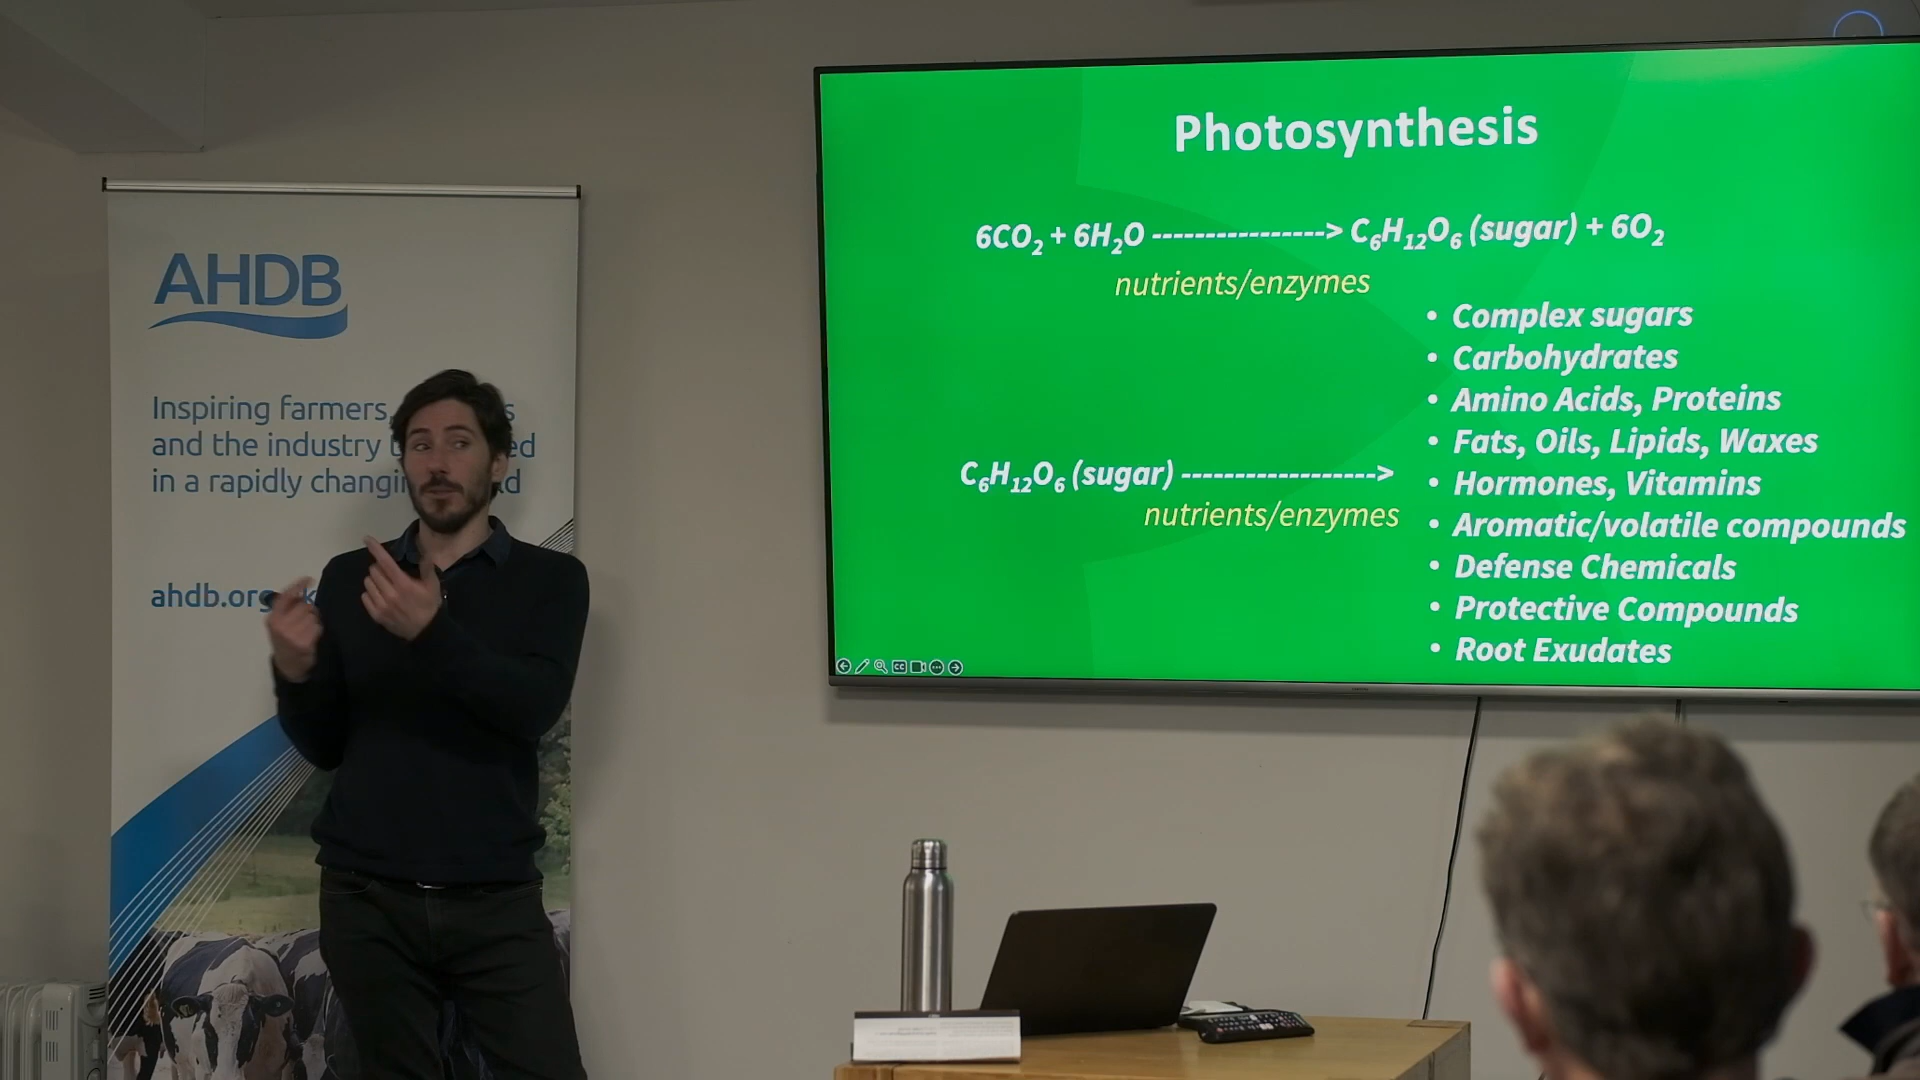 AHDB
Inspiring farmers,
and the industry
in a rapidly
ahdb.org
Photosynthesis
6CO₂ + 6H₂O ----------------> C₆H₁₂O₆ (sugar) + 6O₂
nutrients/enzymes
• Complex sugars
• Carbohydrates
• Amino Acids, Proteins
• Fats, Oils, Lipids, Waxes
• Hormones, Vitamins
• Aromatic/volatile compounds
• Defense Chemicals
• Protective Compounds
• Root Exudates
C₆H₁₂O₆ (sugar) ------------------>
nutrients/enzymes
CC